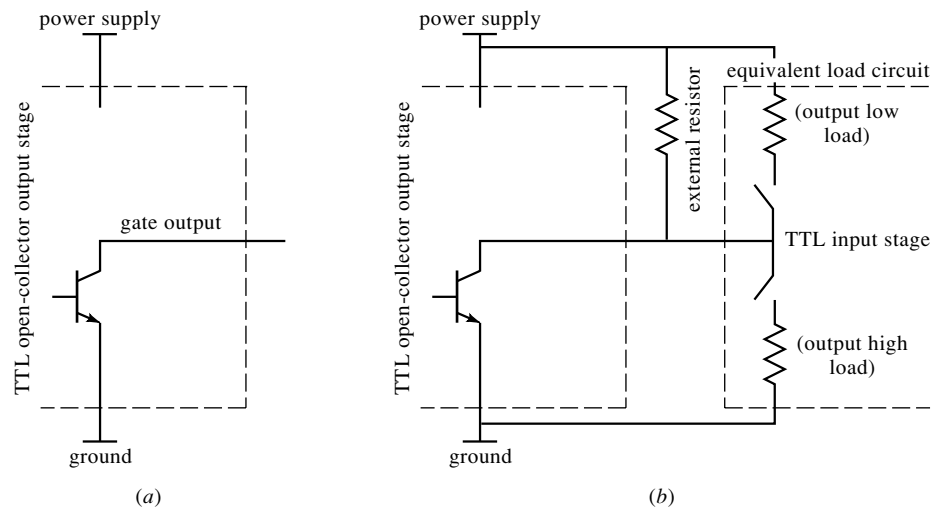 power supply
TTL open-collector output stage
gate output
ground
(a)
power supply
equivalent load circuit
TTL open-collector output stage
external resistor
(output low
load)
TTL input stage
(output high
load)
ground
(b)